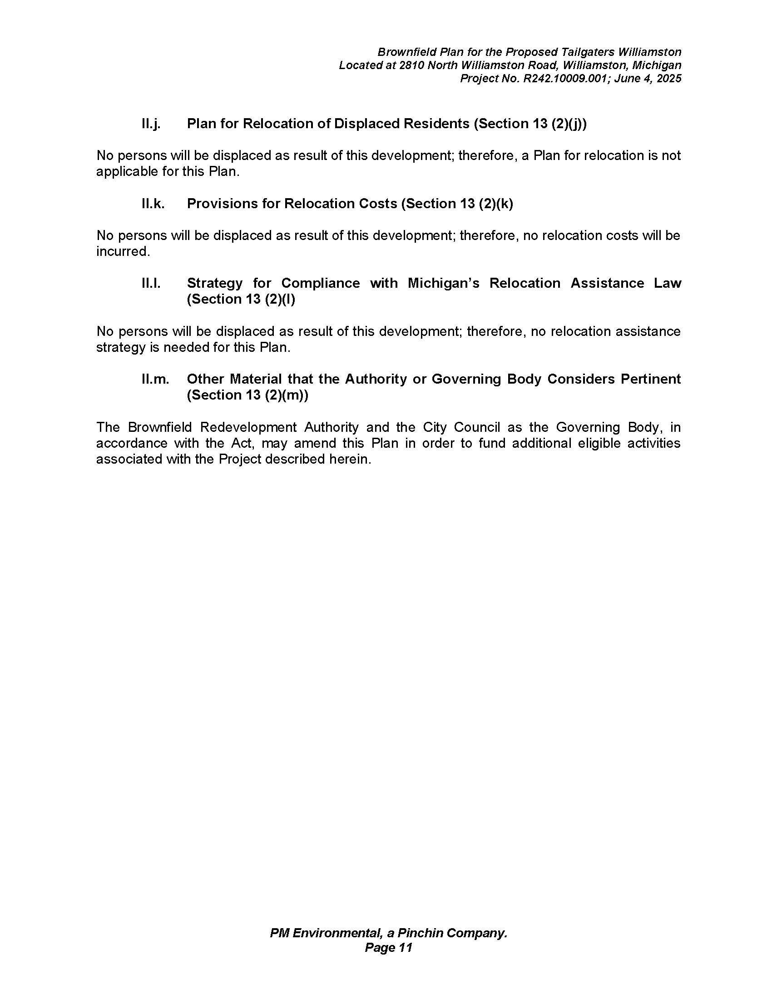 Brownfield Plan for the Proposed Tailgaters Williamston
Located at 2810 North Williamston Road, Williamston, Michigan
Project No. R242.10009.001; June 4, 2025
II.j. Plan for Relocation of Displaced Residents (Section 13 (2)(j))
No persons will be displaced as result of this development; therefore, a Plan for relocation is not
applicable for this Plan.
II.k. Provisions for Relocation Costs (Section 13 (2)(k)
No persons will be displaced as result of this development; therefore, no relocation costs will be
incurred.
II.l. Strategy for Compliance with Michigan’s Relocation Assistance Law
(Section 13 (2)(l)
No persons will be displaced as result of this development; therefore, no relocation assistance
strategy is needed for this Plan.
II.m. Other Material that the Authority or Governing Body Considers Pertinent
(Section 13 (2)(m))
The Brownfield Redevelopment Authority and the City Council as the Governing Body, in
accordance with the Act, may amend this Plan in order to fund additional eligible activities
associated with the Project described herein.
PM Environmental, a Pinchin Company.
Page 11